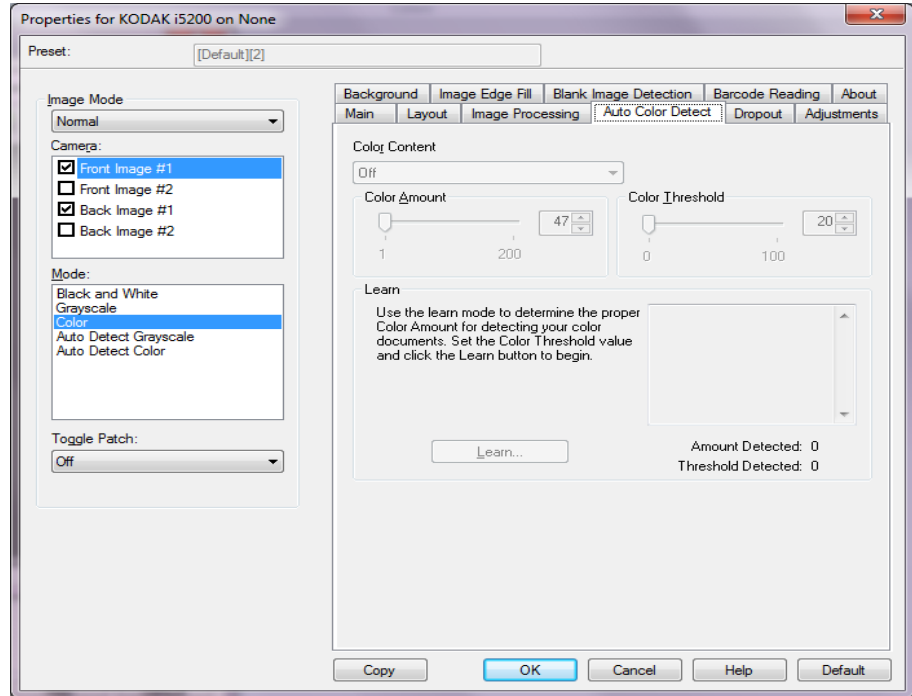 Properties for KODAK i5200 on None
Preset:
[Default][2]
Image Mode
Normal
Camera:
Front Image #1
Front Image #2
Back Image #1
Back Image #2
Mode:
Black and White
Grayscale
Color
Auto Detect Grayscale
Auto Detect Color
Toggle Patch:
Off
Background Image Edge Fill Blank Image Detection Barcode Reading About
Main Layout Image Processing Auto Color Detect Dropout Adjustments
Color Content
Off
Color Amount
47
1 200
Color Threshold
20
0 100
Learn
Use the learn mode to determine the proper
Color Amount for detecting your color
documents. Set the Color Threshold value
and click the Learn button to begin.
Learn...
Amount Detected: 0
Threshold Detected: 0
Copy OK Cancel Help Default